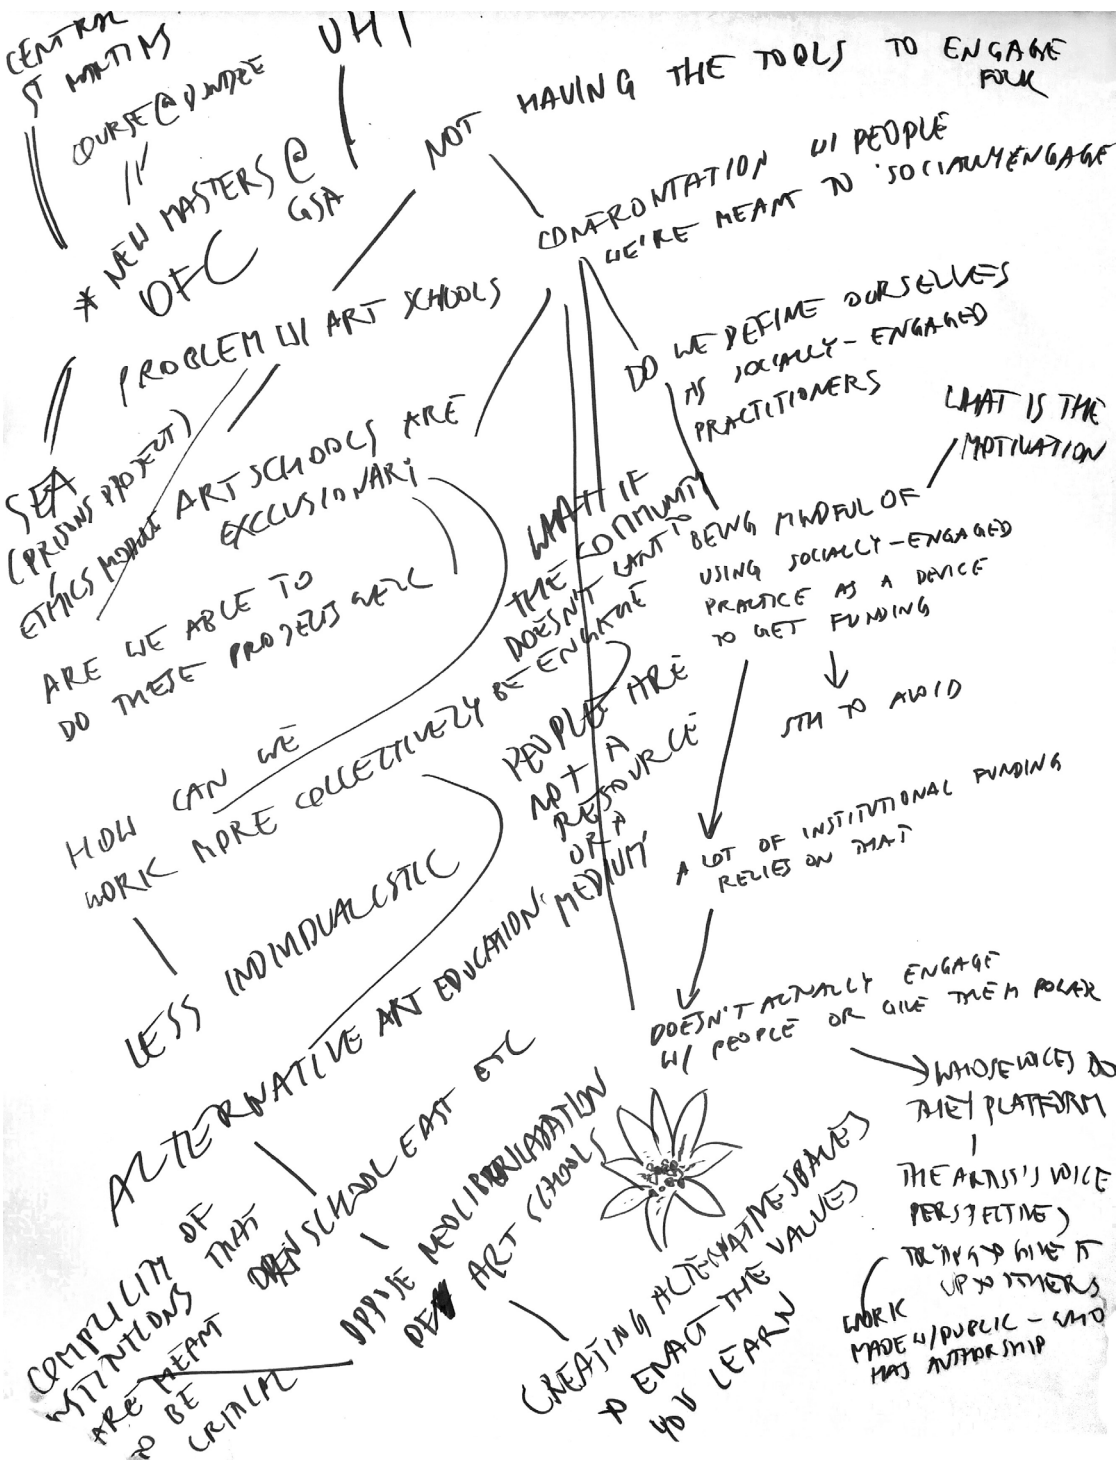 CENTRAL
ST MARTINS
COURSE @ DUNDEE
UHI
* NEW MASTERS @
GSA
OFC
NOT HAVING THE TOOLS TO ENGAGE
FOLK
CONFRONTATION W/ PEOPLE
WE'RE MEANT TO 'SOCIALLY ENGAGE
PROBLEM W/ ART SCHOOLS
SEA
(PRISONS PROJECT)
ETHICS MODULE
ART SCHOOLS ARE
EXCLUSIONARY
ARE WE ABLE TO
DO THESE PROJECTS WELL
DO WE DEFINE OURSELVES
AS SOCIALLY-ENGAGED
PRACTITIONERS
WHAT IS THE
MOTIVATION
BEING MINDFUL OF
USING SOCIALLY-ENGAGED
PRACTICE AS A DEVICE
TO GET FUNDING
STH TO AVOID
WHAT IF
THE COMMUNITY
DOESN'T WANT TO
BE ENGAGED
PEOPLE ARE
NOT A
RESOURCE
OR A
MEDIUM
HOW CAN WE
WORK MORE COLLECTIVELY
LESS INDIVIDUALISTIC
A LOT OF INSTITUTIONAL FUNDING
RELIES ON THAT
DOESN'T ACTUALLY ENGAGE
W/ PEOPLE OR GIVE THEM POWER
WHOSE VOICES DO
THEY PLATFORM
THE ARTIST'S VOICE
PERSPECTIVE,
TRYING TO GIVE IT
UP TO OTHERS
WORK
MADE W/ PUBLIC - WHO
HAS AUTHORSHIP
ALTERNATIVE ART EDUCATION:
OPEN SCHOOL EAST ETC
OPPOSE NEOLIBERALISATION
OF ART SCHOOLS
COMPLICITY OF
INSTITUTIONS THAT
ARE MEANT
TO BE
CRITICAL
CREATING ALTERNATIVE SPACES
TO ENACT THE VALUES
YOU LEARN